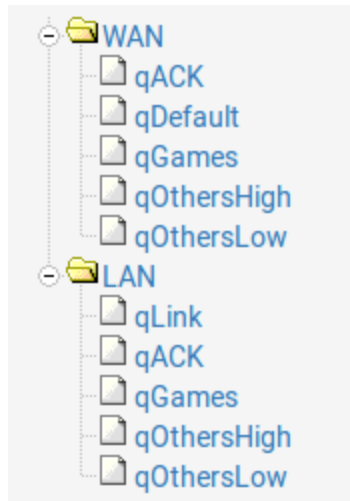 WAN
qACK
qDefault
qGames
qOthersHigh
qOthersLow
LAN
qLink
qACK
qGames
qOthersHigh
qOthersLow